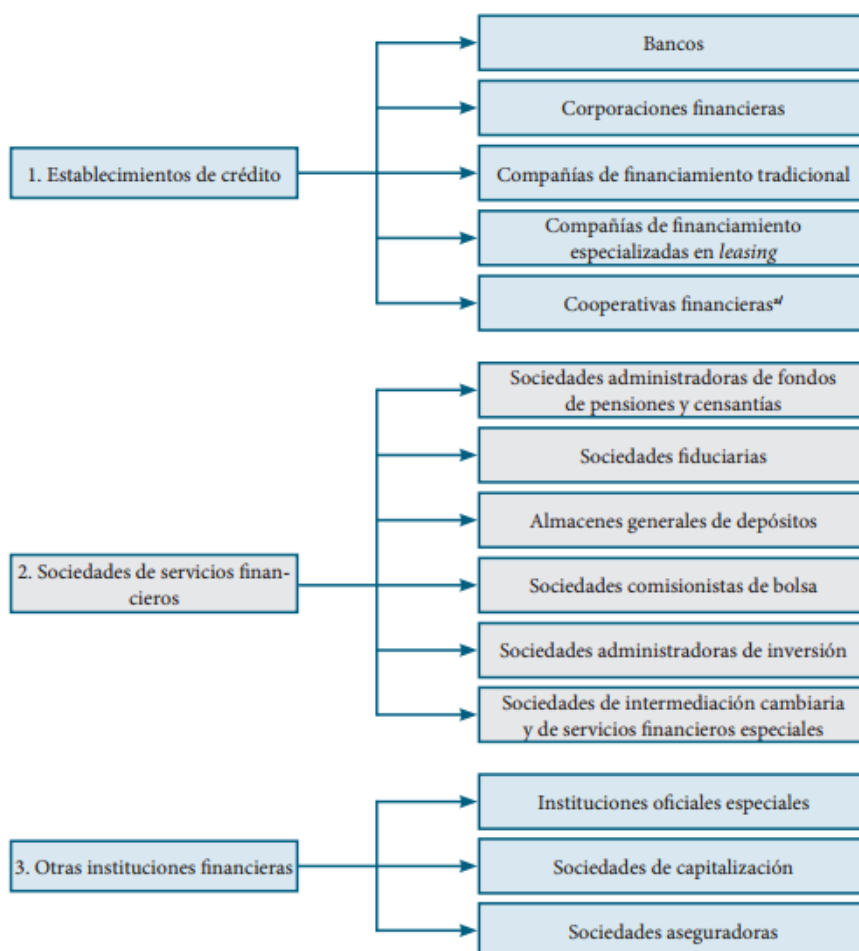 1. Establecimientos de crédito
Bancos
Corporaciones financieras
Compañías de financiamiento tradicional
Compañías de financiamiento
especializadas en leasing
Cooperativas financierasᵃ/
2. Sociedades de servicios finan-
cieros
Sociedades administradoras de fondos
de pensiones y censantías
Sociedades fiduciarias
Almacenes generales de depósitos
Sociedades comisionistas de bolsa
Sociedades administradoras de inversión
Sociedades de intermediación cambiaria
y de servicios financieros especiales
3. Otras instituciones financieras
Instituciones oficiales especiales
Sociedades de capitalización
Sociedades aseguradoras